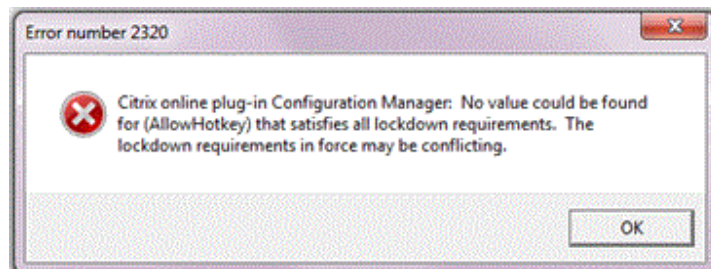 Error number 2320
Citrix online plug-in Configuration Manager: No value could be found
for (AllowHotkey) that satisfies all lockdown requirements. The
lockdown requirements in force may be conflicting.
OK